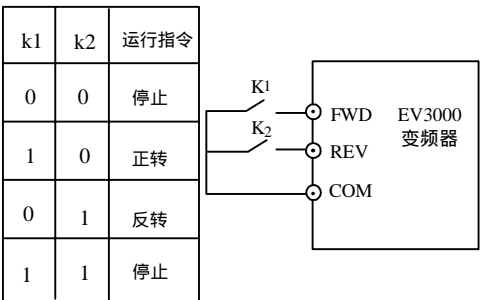 k1 k2 运行指令
0 0 停止
1 0 正转
0 1 反转
1 1 停止
K1
K2
FWD
REV
COM
EV3000
变频器